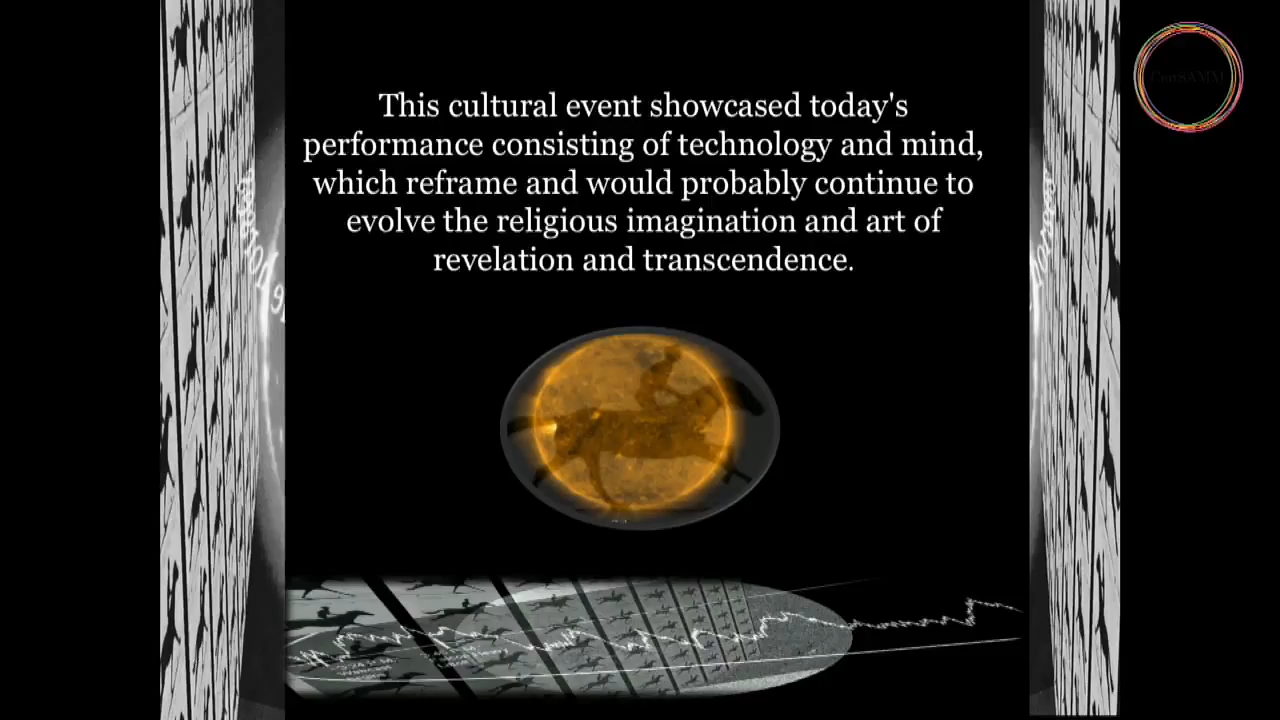 This cultural event showcased today's
performance consisting of technology and mind,
which reframe and would probably continue to
evolve the religious imagination and art of
revelation and transcendence.
CenSAMM